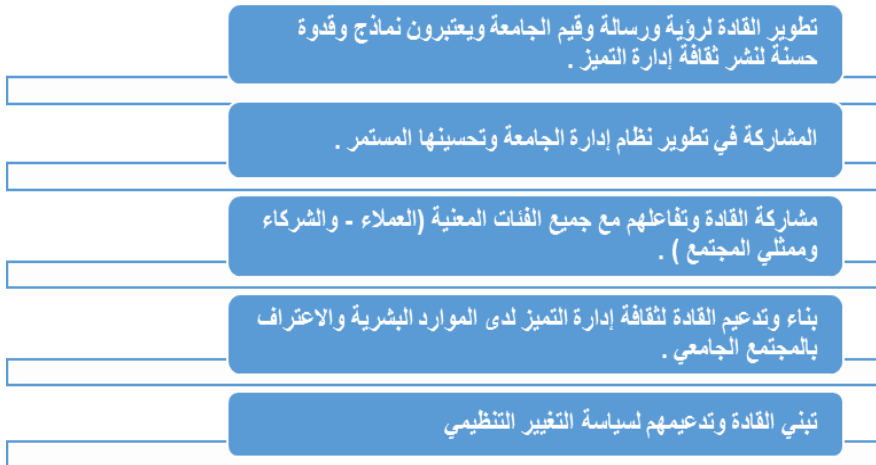 تطوير القادة لرؤية ورسالة وقيم الجامعة ويعتبرون نماذج وقدوة
حسنة لنشر ثقافة إدارة التميز .
المشاركة في تطوير نظام إدارة الجامعة وتحسينها المستمر .
مشاركة القادة وتفاعلهم مع جميع الفئات المعنية (العملاء - والشركاء
وممثلي المجتمع ) .
بناء وتدعيم القادة لثقافة إدارة التميز لدى الموارد البشرية والاعتراف
بالمجتمع الجامعي .
تبني القادة وتدعيمهم لسياسة التغيير التنظيمي